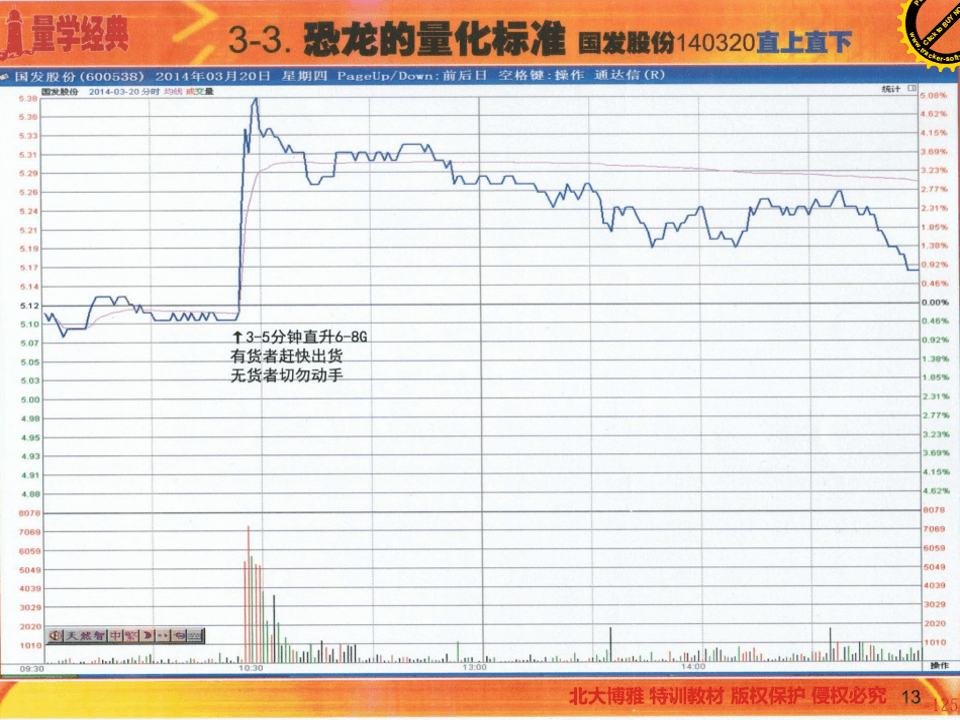 量学经典
3-3. 恐龙的量化标准 国发股份140320直上直下
国发股份(600538) 2014年03月20日 星期四 PageUp/Down:前后日 空格键:操作 通达信(R)
国发股份 2014-03-20 分时 均线 成交量
统计
5.38 5.08%
5.36 4.62%
5.33 4.15%
5.31 3.69%
5.29 3.23%
5.26 2.77%
5.24 2.31%
5.21 1.85%
5.19 1.38%
5.17 0.92%
5.14 0.46%
5.12 0.00%
5.10 0.46%
5.07 0.92%
5.05 1.38%
5.03 1.85%
5.00 2.31%
4.98 2.77%
4.95 3.23%
4.93 3.69%
4.91 4.15%
4.88 4.62%
↑3-5分钟直升6-8G
有货者赶快出货
无货者切勿动手
8078 8078
7069 7069
6059 6059
5049 5049
4039 4039
3029 3029
2020 2020
1010 1010
天然智 中 繁
09:30 10:30 13:00 14:00 操作
北大博雅 特训教材 版权保护 侵权必究 13
-125